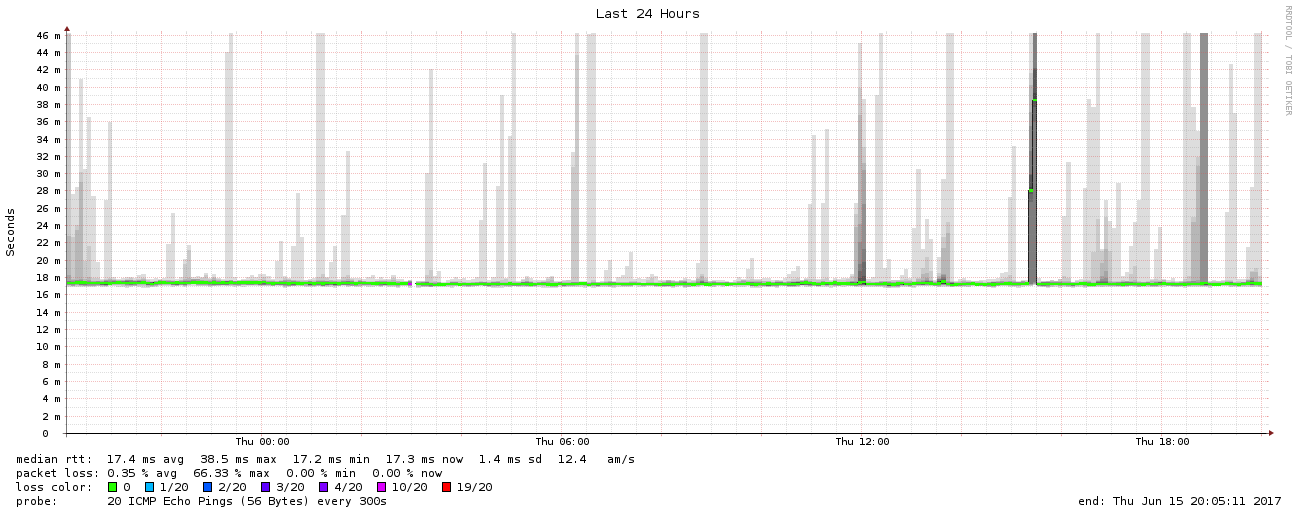 Last 24 Hours
RRDTOOL / TOBI OETIKER
Seconds
46 m
44 m
42 m
40 m
38 m
36 m
34 m
32 m
30 m
28 m
26 m
24 m
22 m
20 m
18 m
16 m
14 m
12 m
10 m
8 m
6 m
4 m
2 m
0
Thu 00:00 Thu 06:00 Thu 12:00 Thu 18:00
median rtt: 17.4 ms avg 38.5 ms max 17.2 ms min 17.3 ms now 1.4 ms sd 12.4 am/s
packet loss: 0.35 % avg 66.33 % max 0.00 % min 0.00 % now
loss color: 0 1/20 2/20 3/20 4/20 10/20 19/20
probe: 20 ICMP Echo Pings (56 Bytes) every 300s end: Thu Jun 15 20:05:11 2017